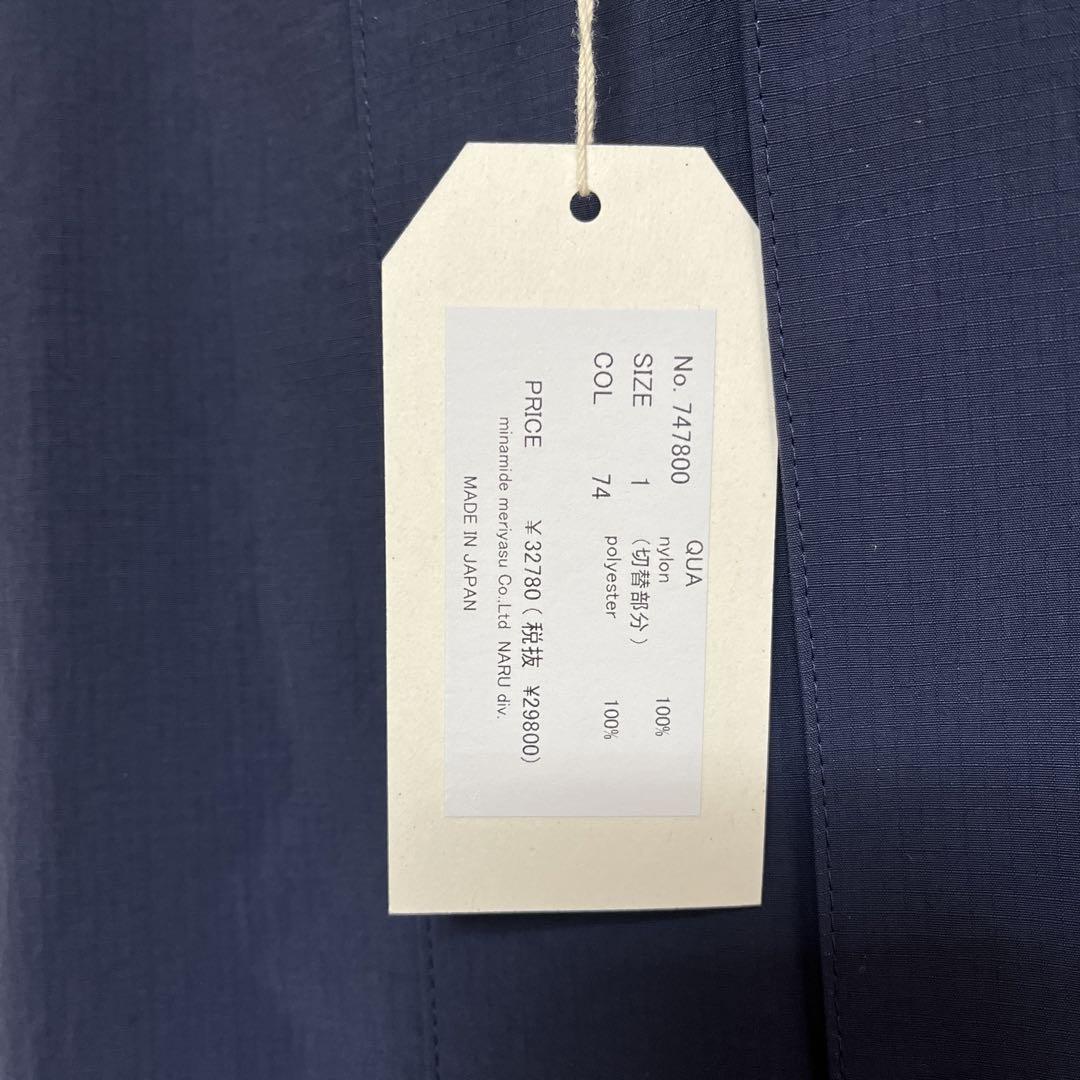 No. 747800 QUA
nylon 100%
SIZE 1 (切替部分)
COL 74 polyester 100%
PRICE ¥32780(税抜 ¥29800)
minamide meriyasu Co.,Ltd NARU div.
MADE IN JAPAN